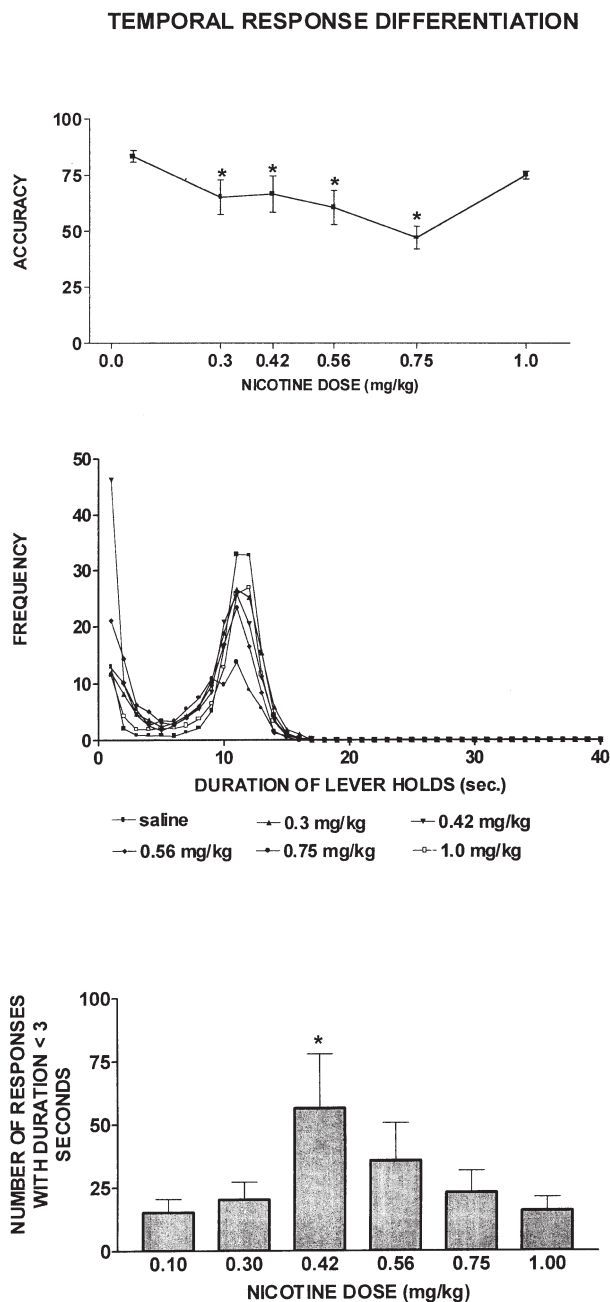 TEMPORAL RESPONSE DIFFERENTIATION
100
75
50
25
0
ACCURACY
* * * *
0.0 0.3 0.42 0.56 0.75 1.0
NICOTINE DOSE (mg/kg)
50
40
30
20
10
0
FREQUENCY
0 10 20 30 40
DURATION OF LEVER HOLDS (sec.)
saline 0.3 mg/kg 0.42 mg/kg
0.56 mg/kg 0.75 mg/kg 1.0 mg/kg
NUMBER OF RESPONSES
WITH DURATION < 3
SECONDS
100
75
50
25
0
*
0.10 0.30 0.42 0.56 0.75 1.00
NICOTINE DOSE (mg/kg)